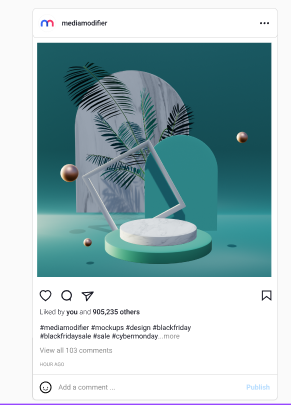 mediamodifier
Liked by you and 905,235 others
#mediamodifier #mockups #design #blackfriday
#blackfridaysale #sale #cybermonday...more
View all 103 comments
HOUR AGO
Add a comment ...
Publish